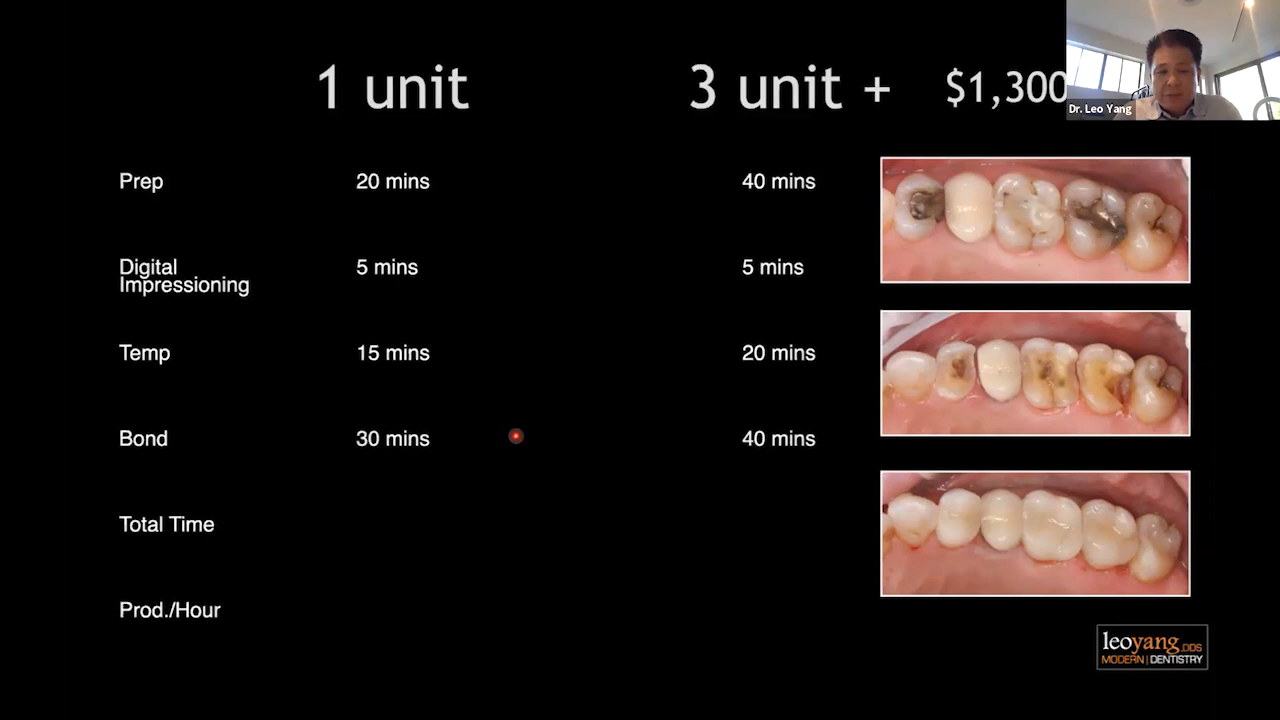 1 unit 3 unit + $1,300
Dr. Leo Yang
Prep 20 mins 40 mins
Digital
Impressioning 5 mins 5 mins
Temp 15 mins 20 mins
Bond 30 mins 40 mins
Total Time
Prod./Hour
leoyang.DDS
MODERN | DENTISTRY